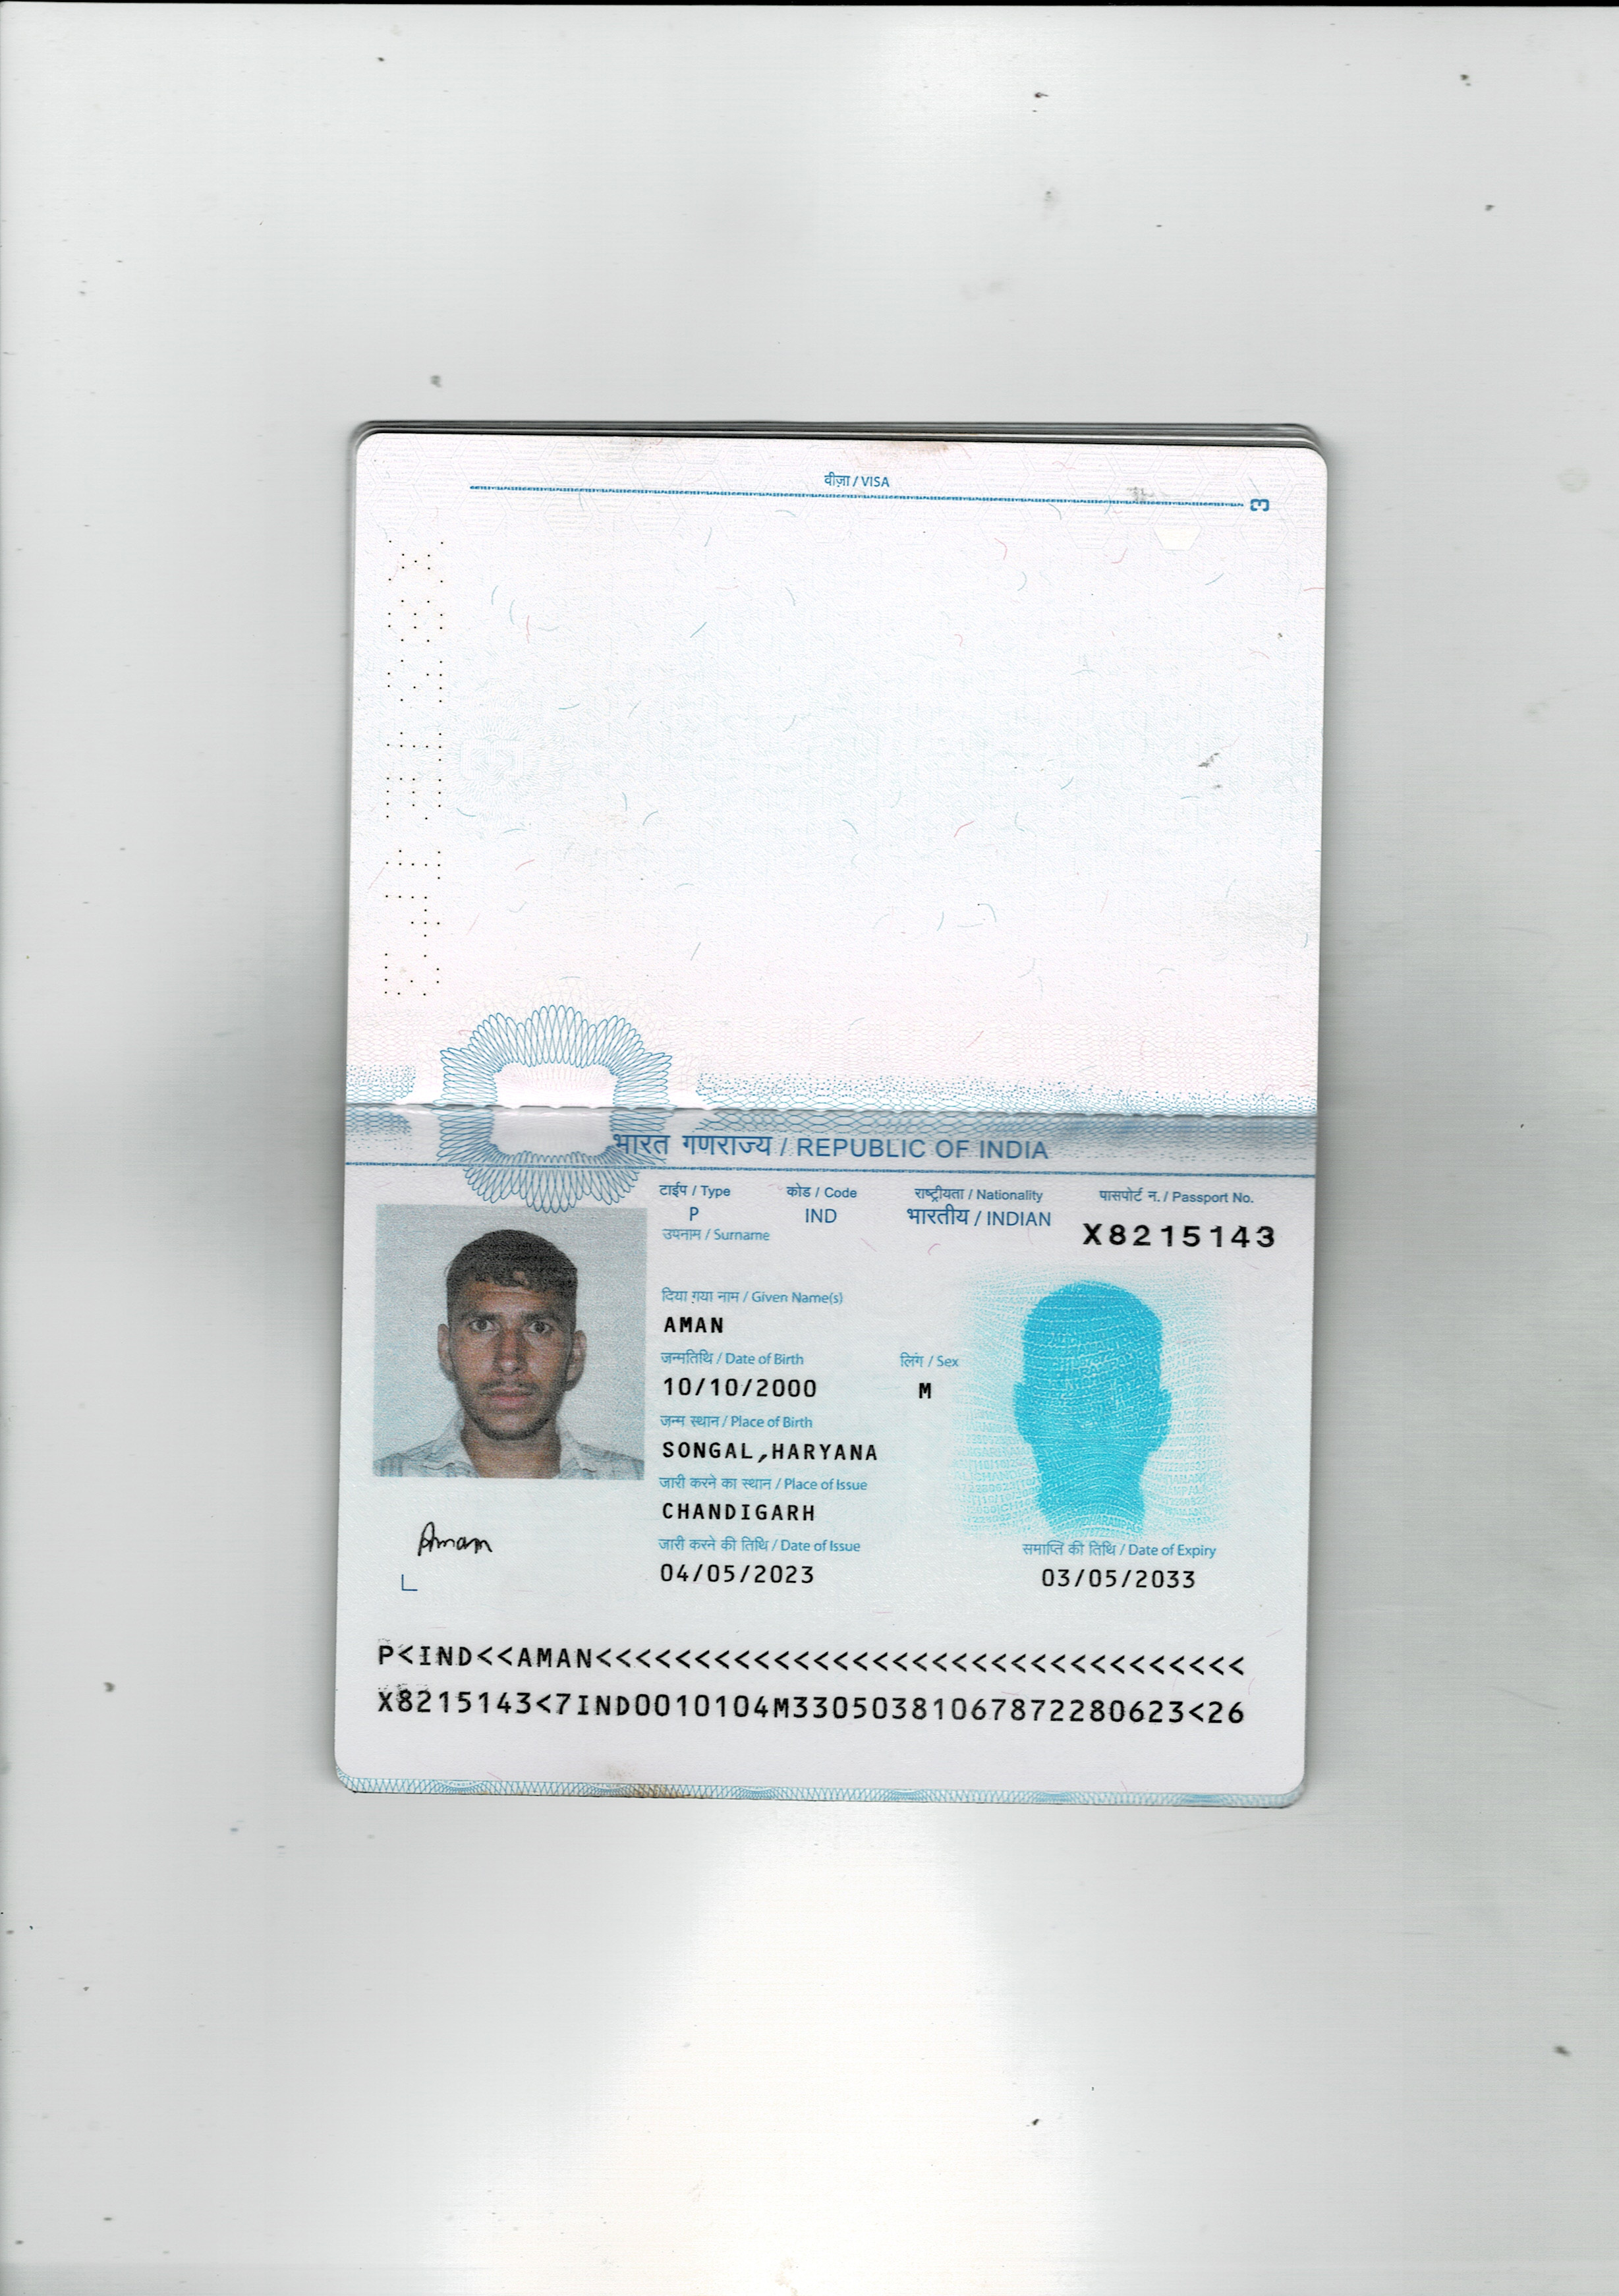 वीज़ा / VISA
3
भारत गणराज्य / REPUBLIC OF INDIA
टाईप / Type कोड / Code राष्ट्रीयता / Nationality पासपोर्ट न. / Passport No.
P IND भारतीय / INDIAN X8215143
उपनाम / Surname
दिया गया नाम / Given Name(s)
AMAN
जन्मतिथि / Date of Birth लिंग / Sex
10/10/2000 M
जन्म स्थान / Place of Birth
SONGAL,HARYANA
जारी करने का स्थान / Place of Issue
CHANDIGARH
Aman
जारी करने की तिथि / Date of Issue समाप्ति की तिथि / Date of Expiry
04/05/2023 03/05/2033
P<IND<<AMAN<<<<<<<<<<<<<<<<<<<<<<<<<<<<<<<<<
X8215143<7IND0010104M33050381067872280623<26